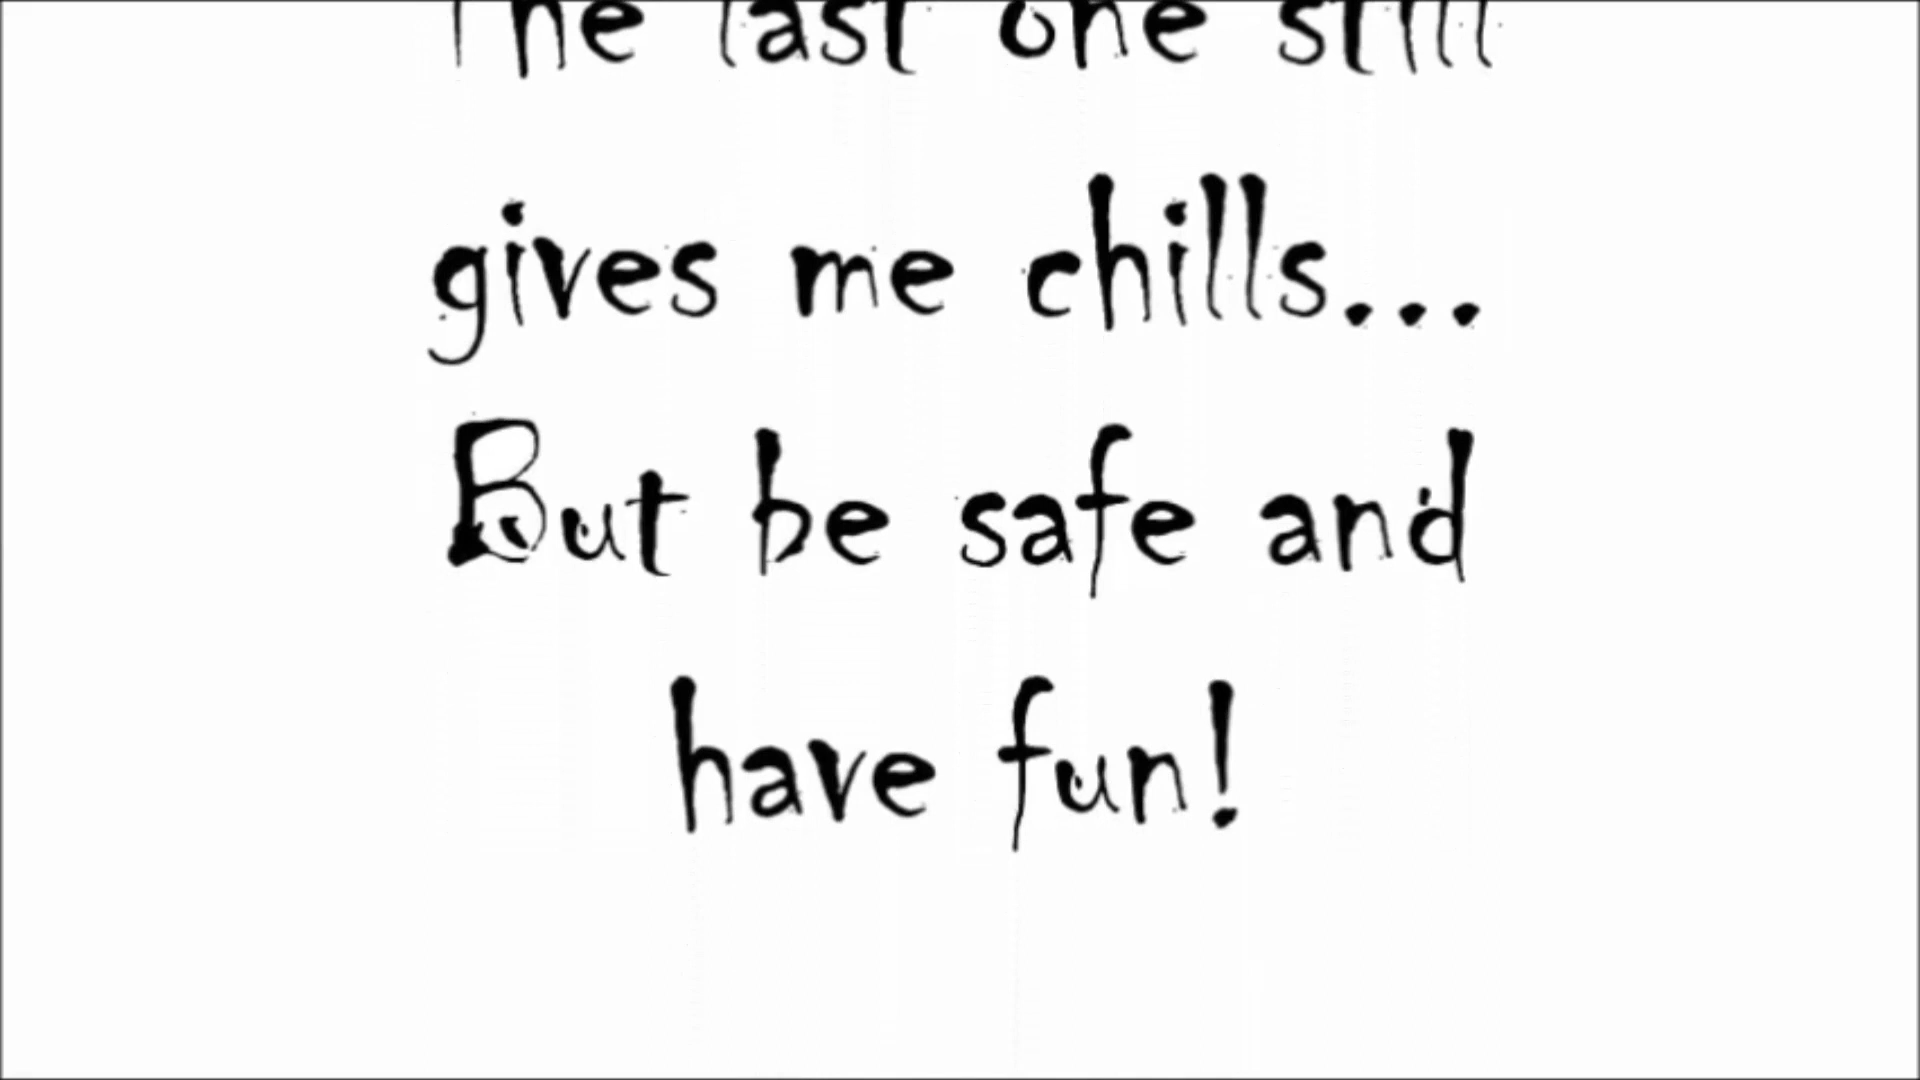 The last one still
gives me chills...
But be safe and
have fun!